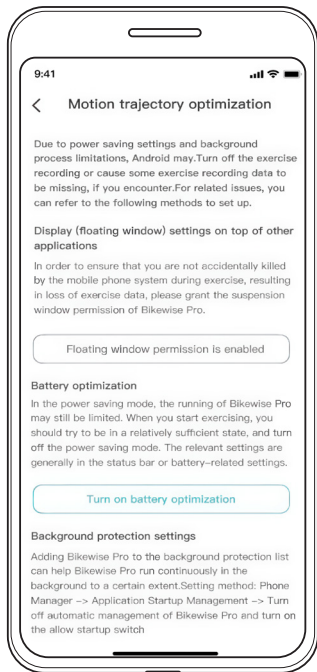 9:41
Motion trajectory optimization
Due to power saving settings and background
process limitations, Android may.Turn off the exercise
recording or cause some exercise recording data to
be missing, if you encounter.For related issues, you
can refer to the following methods to set up.
Display (floating window) settings on top of other
applications
In order to ensure that you are not accidentally killed
by the mobile phone system during exercise, resulting
in loss of exercise data, please grant the suspension
window permission of Bikewise Pro.
Floating window permission is enabled
Battery optimization
In the power saving mode, the running of Bikewise Pro
may still be limited. When you start exercising, you
should try to be in a relatively sufficient state, and turn
off the power saving mode. The relevant settings are
generally in the status bar or battery-related settings.
Turn on battery optimization
Background protection settings
Adding Bikewise Pro to the background protection list
can help Bikewise Pro run continuously in the
background to a certain extent.Setting method: Phone
Manager -> Application Startup Management -> Turn
off automatic management of Bikewise Pro and turn on
the allow startup switch